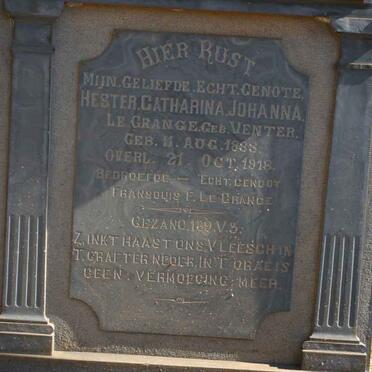 HIER RUST
MIJN GELIEFDE ECHT GENOTE
HESTER CATHARINA JOHANNA
LE GRANGE GEB VENTER.
GEB. 11. AUG. 1888.
OVERL. 21 OCT. 1918.
BEDROEFDE — ECHT GENOOT
FRANSOUIS F. LE GRANGE
GEZANG 189 V.3:
Z,INKT HAAST ONS VLEESCH IN
T, GRAF TER NEDER, IN'T GRAF IS
GEEN VERMOEGING MEER.